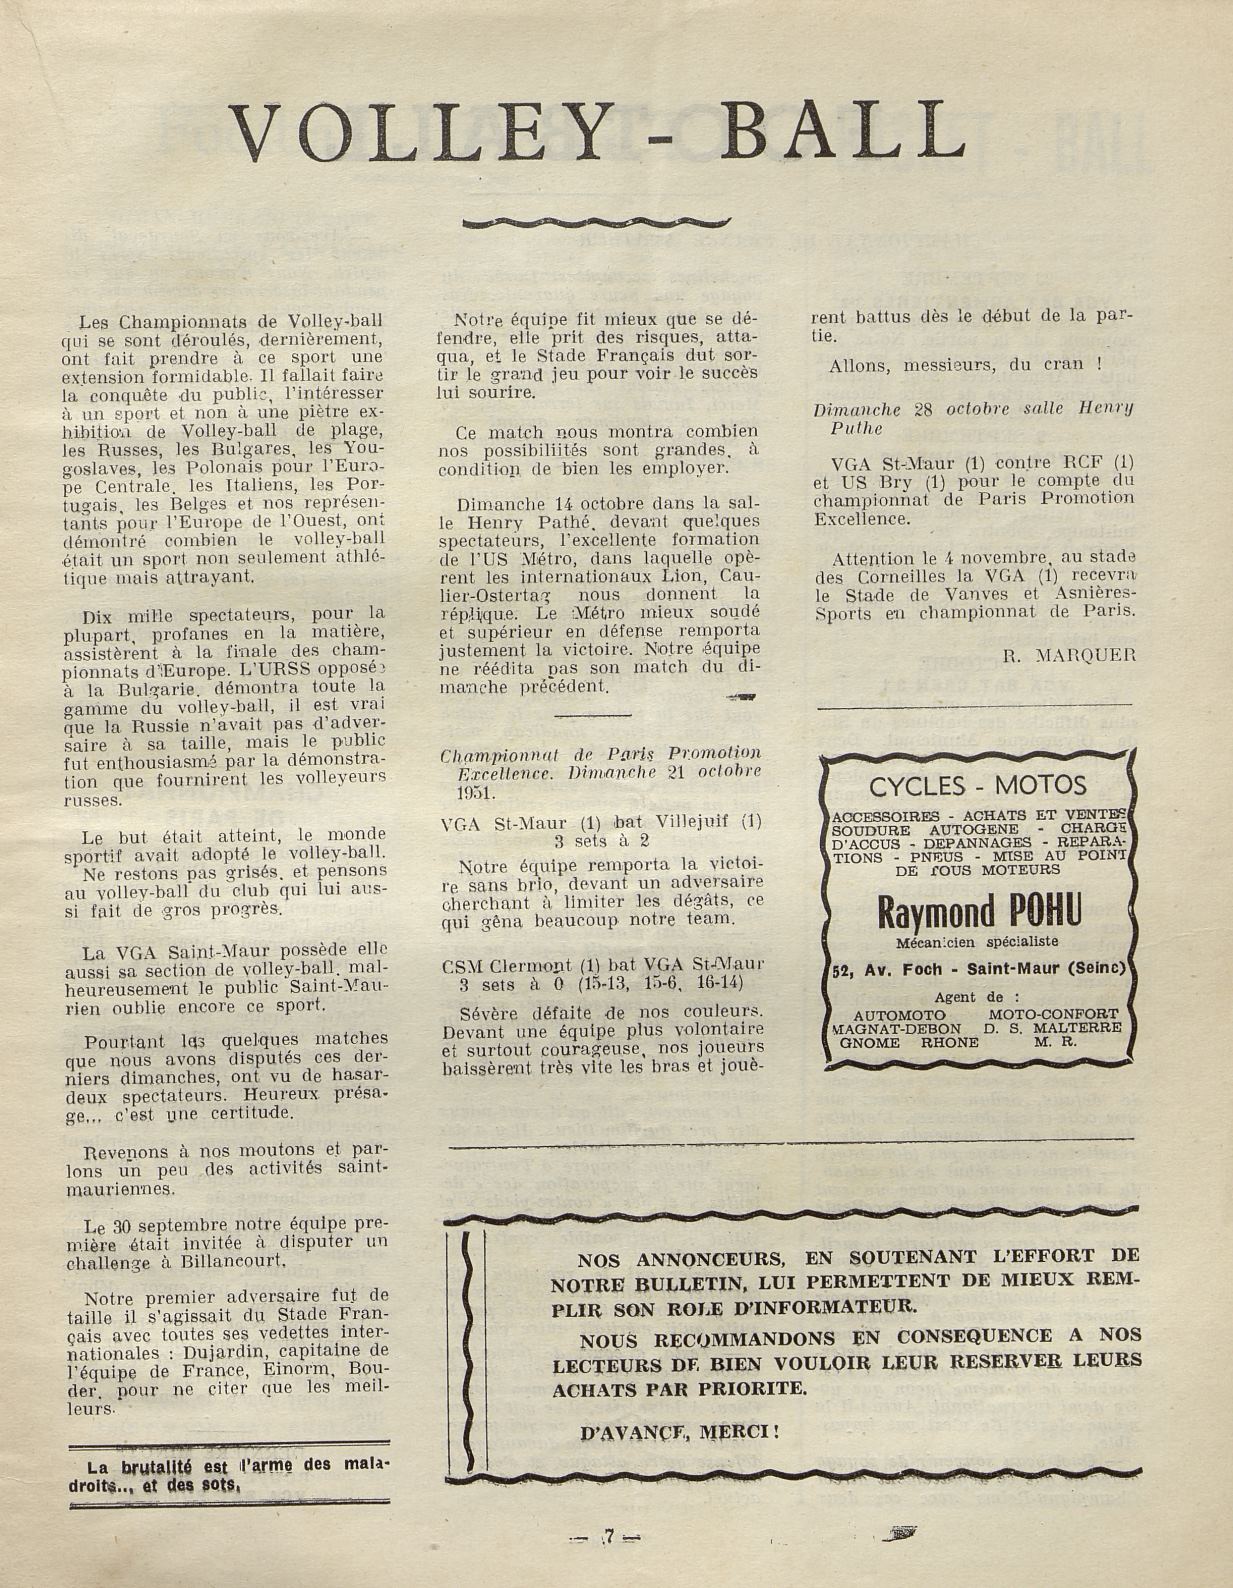 VOLLEY - BALL
Les Championnats de Volley-ball
qui se sont déroulés, dernièrement,
ont fait prendre à ce sport une
extension formidable. Il fallait faire
la conquête du public, l'intéresser
à un sport et non à une piètre ex-
hibition de Volley-ball de plage,
les Russes, les Bulgares, les You-
goslaves, les Polonais pour l'Euro-
pe Centrale, les Italiens, les Por-
tugais, les Belges et nos représen-
tants pour l'Europe de l'Ouest, ont
démontré combien le volley-ball
était un sport non seulement athlé-
tique mais attrayant.
Dix mille spectateurs, pour la
plupart, profanes en la matière,
assistèrent à la finale des cham-
pionnats d'Europe. L'URSS opposée
à la Bulgarie, démontra toute la
gamme du volley-ball, il est vrai
que la Russie n'avait pas d'adver-
saire à sa taille, mais le public
fut enthousiasmé par la démonstra-
tion que fournirent les volleyeurs
russes.
Le but était atteint, le monde
sportif avait adopté le volley-ball.
Ne restons pas grisés, et pensons
au volley-ball du club qui lui aus-
si fait de gros progrès.
La VGA Saint-Maur possède elle
aussi sa section de volley-ball, mal-
heureusement le public Saint-Mau-
rien oublie encore ce sport.
Pourtant les quelques matches
que nous avons disputés ces der-
niers dimanches, ont vu de hasar-
deux spectateurs. Heureux présa-
ge... c'est une certitude.
Revenons à nos moutons et par-
lons un peu des activités saint-
mauriennes.
Le 30 septembre notre équipe pre-
mière était invitée à disputer un
challenge à Billancourt.
Notre premier adversaire fut de
taille il s'agissait du Stade Fran-
çais avec toutes ses vedettes inter-
nationales : Dujardin, capitaine de
l'équipe de France, Einorm, Bou-
der, pour ne citer que les meil-
leurs.
La brutalité est l'arme des mala-
droits... et des sots.
Notre équipe fit mieux que se dé-
fendre, elle prit des risques, atta-
qua, et le Stade Français dut sor-
tir le grand jeu pour voir le succès
lui sourire.
Ce match nous montra combien
nos possibiliités sont grandes, à
condition de bien les employer.
Dimanche 14 octobre dans la sal-
le Henry Pathé, devant quelques
spectateurs, l'excellente formation
de l'US Métro, dans laquelle opè-
rent les internationaux Lion, Cau-
lier-Ostertag nous donnent la
réplique. Le Métro mieux soudé
et supérieur en défense remporta
justement la victoire. Notre équipe
ne réédita pas son match du di-
manche précédent.
Championnat de Paris Promotion
Excellence. Dimanche 21 octobre
1951.
VGA St-Maur (1) bat Villejuif (1)
3 sets à 2
Notre équipe remporta la victoi-
re sans brio, devant un adversaire
cherchant à limiter les dégâts, ce
qui gêna beaucoup notre team.
CSM Clermont (1) bat VGA St-Maur
3 sets à 0 (15-13, 15-6, 16-14)
Sévère défaite de nos couleurs.
Devant une équipe plus volontaire
et surtout courageuse, nos joueurs
baissèrent très vite les bras et jouè-
rent battus dès le début de la par-
tie.
Allons, messieurs, du cran !
Dimanche 28 octobre salle Henry
Puthe
VGA St-Maur (1) contre RCF (1)
et US Bry (1) pour le compte du
championnat de Paris Promotion
Excellence.
Attention le 4 novembre, au stade
des Corneilles la VGA (1) recevra
le Stade de Vanves et Asnières-
Sports en championnat de Paris.
R. MARQUER
CYCLES - MOTOS
ACCESSOIRES - ACHATS ET VENTES
SOUDURE AUTOGENE - CHARGE
D'ACCUS - DEPANNAGES - REPARA-
TIONS - PNEUS - MISE AU POINT
DE TOUS MOTEURS
Raymond POHU
Mécanicien spécialiste
52, Av. Foch - Saint-Maur (Seine)
Agent de :
AUTOMOTO MOTO-CONFORT
MAGNAT-DEBON D. S. MALTERRE
GNOME RHONE M. R.
NOS ANNONCEURS, EN SOUTENANT L'EFFORT DE
NOTRE BULLETIN, LUI PERMETTENT DE MIEUX REM-
PLIR SON ROLE D'INFORMATEUR.
NOUS RECOMMANDONS EN CONSEQUENCE A NOS
LECTEURS DE BIEN VOULOIR LEUR RESERVER LEURS
ACHATS PAR PRIORITE.
D'AVANCE, MERCI !
— 7 —